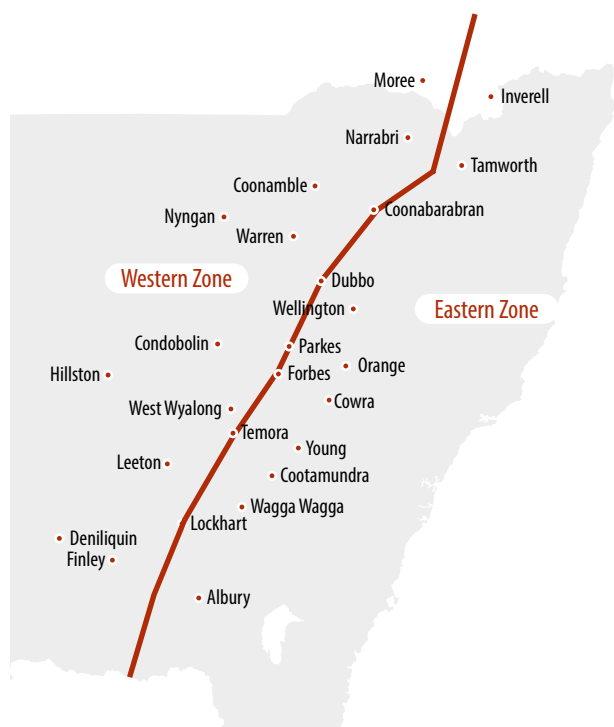 Moree
Inverell
Narrabri
Tamworth
Coonamble
Coonabarabran
Nyngan
Warren
Western Zone
Dubbo
Wellington
Eastern Zone
Condobolin
Parkes
Orange
Hillston
Forbes
Cowra
West Wyalong
Temora
Young
Leeton
Cootamundra
Wagga Wagga
Lockhart
Deniliquin
Finley
Albury